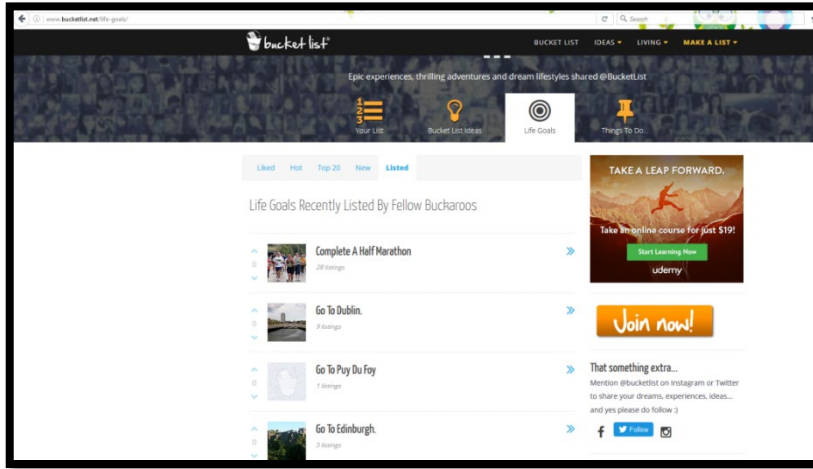 www.bucketlist.net/life-goals/
Search
bucket list
BUCKET LIST IDEAS LIVING MAKE A LIST
Epic experiences, thrilling adventures and dream lifestyles shared @BucketList
1
2
3
Your List
Bucket List Ideas
Life Goals
Things To Do...
Liked Hot Top 20 New Listed
Life Goals Recently Listed By Fellow Buckaroos
0
Complete A Half Marathon
28 listings
0
Go To Dublin.
9 listings
0
Go To Puy Du Foy
1 listings
0
Go To Edinburgh.
3 listings
TAKE A LEAP FORWARD.
Take an online course for just $19!
Start Learning Now
udemy
Join now!
That something extra...
Mention @bucketlist on Instagram or Twitter
to share your dreams, experiences, ideas...
and yes please do follow :)
Follow